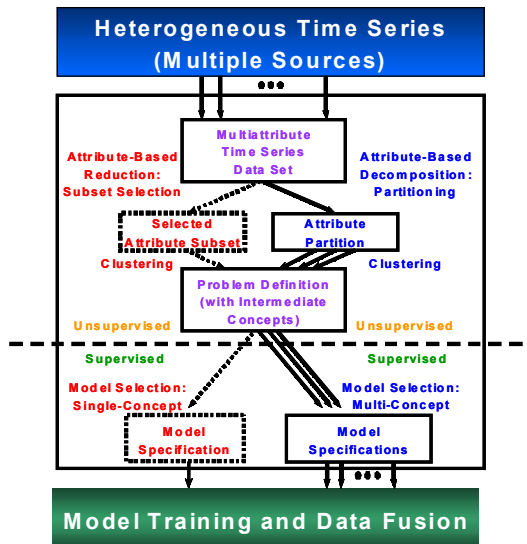 Heterogeneous Time Series
(Multiple Sources)
Multiattribute
Time Series
Data Set
Attribute-Based
Reduction:
Subset Selection
Attribute-Based
Decomposition:
Partitioning
Selected
Attribute Subset
Attribute
Partition
Clustering
Clustering
Problem Definition
(with Intermediate
Concepts)
Unsupervised
Unsupervised
Supervised
Supervised
Model Selection:
Single-Concept
Model Selection:
Multi-Concept
Model
Specification
Model
Specifications
Model Training and Data Fusion